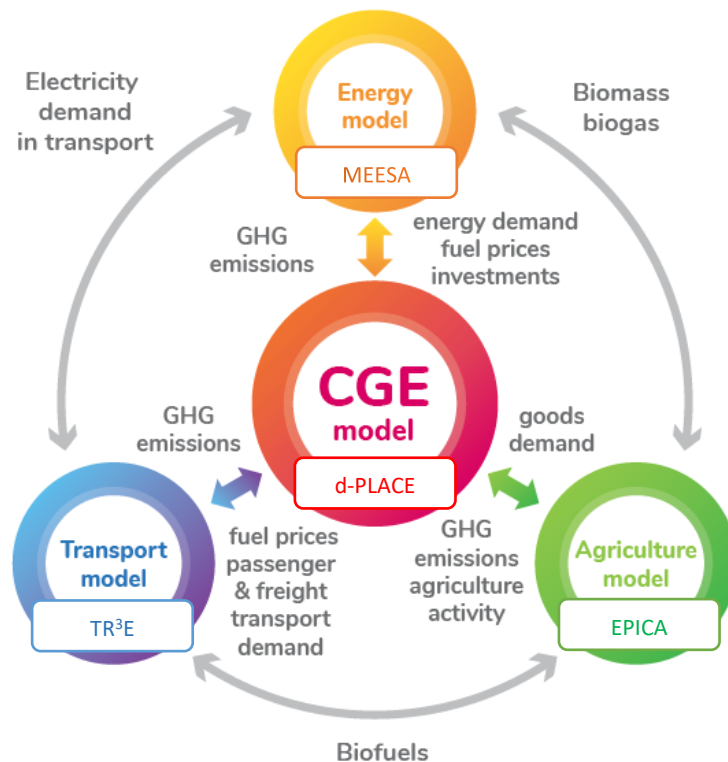 Electricity
demand
in transport
Energy
model
MEESA
Biomass
biogas
GHG
emissions
energy demand
fuel prices
investments
CGE
model
d-PLACE
GHG
emissions
goods
demand
Transport
model
TR³E
fuel prices
passenger
& freight
transport
demand
GHG
emissions
agriculture
activity
Agriculture
model
EPICA
Biofuels